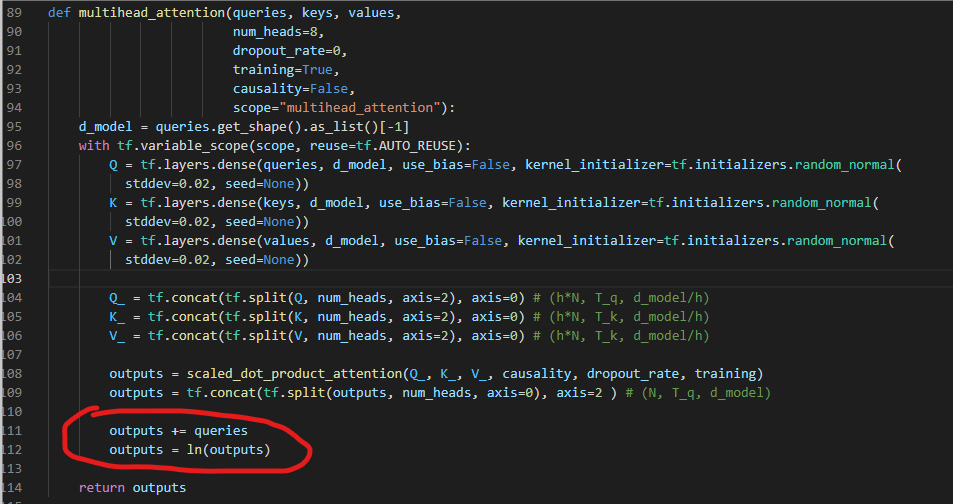 89 def multihead_attention(queries, keys, values,
90 num_heads=8,
91 dropout_rate=0,
92 training=True,
93 causality=False,
94 scope="multihead_attention"):
95 d_model = queries.get_shape().as_list()[-1]
96 with tf.variable_scope(scope, reuse=tf.AUTO_REUSE):
97 Q = tf.layers.dense(queries, d_model, use_bias=False, kernel_initializer=tf.initializers.random_normal(
98 stddev=0.02, seed=None))
99 K = tf.layers.dense(keys, d_model, use_bias=False, kernel_initializer=tf.initializers.random_normal(
100 stddev=0.02, seed=None))
101 V = tf.layers.dense(values, d_model, use_bias=False, kernel_initializer=tf.initializers.random_normal(
102 stddev=0.02, seed=None))
103
104 Q_ = tf.concat(tf.split(Q, num_heads, axis=2), axis=0) # (h*N, T_q, d_model/h)
105 K_ = tf.concat(tf.split(K, num_heads, axis=2), axis=0) # (h*N, T_k, d_model/h)
106 V_ = tf.concat(tf.split(V, num_heads, axis=2), axis=0) # (h*N, T_k, d_model/h)
107
108 outputs = scaled_dot_product_attention(Q_, K_, V_, causality, dropout_rate, training)
109 outputs = tf.concat(tf.split(outputs, num_heads, axis=0), axis=2 ) # (N, T_q, d_model)
110
111 outputs += queries
112 outputs = ln(outputs)
113
114 return outputs